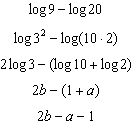 log 9 − log 20
log 3² − log(10 · 2)
2 log 3 − (log 10 + log 2)
2b − (1 + a)
2b − a − 1